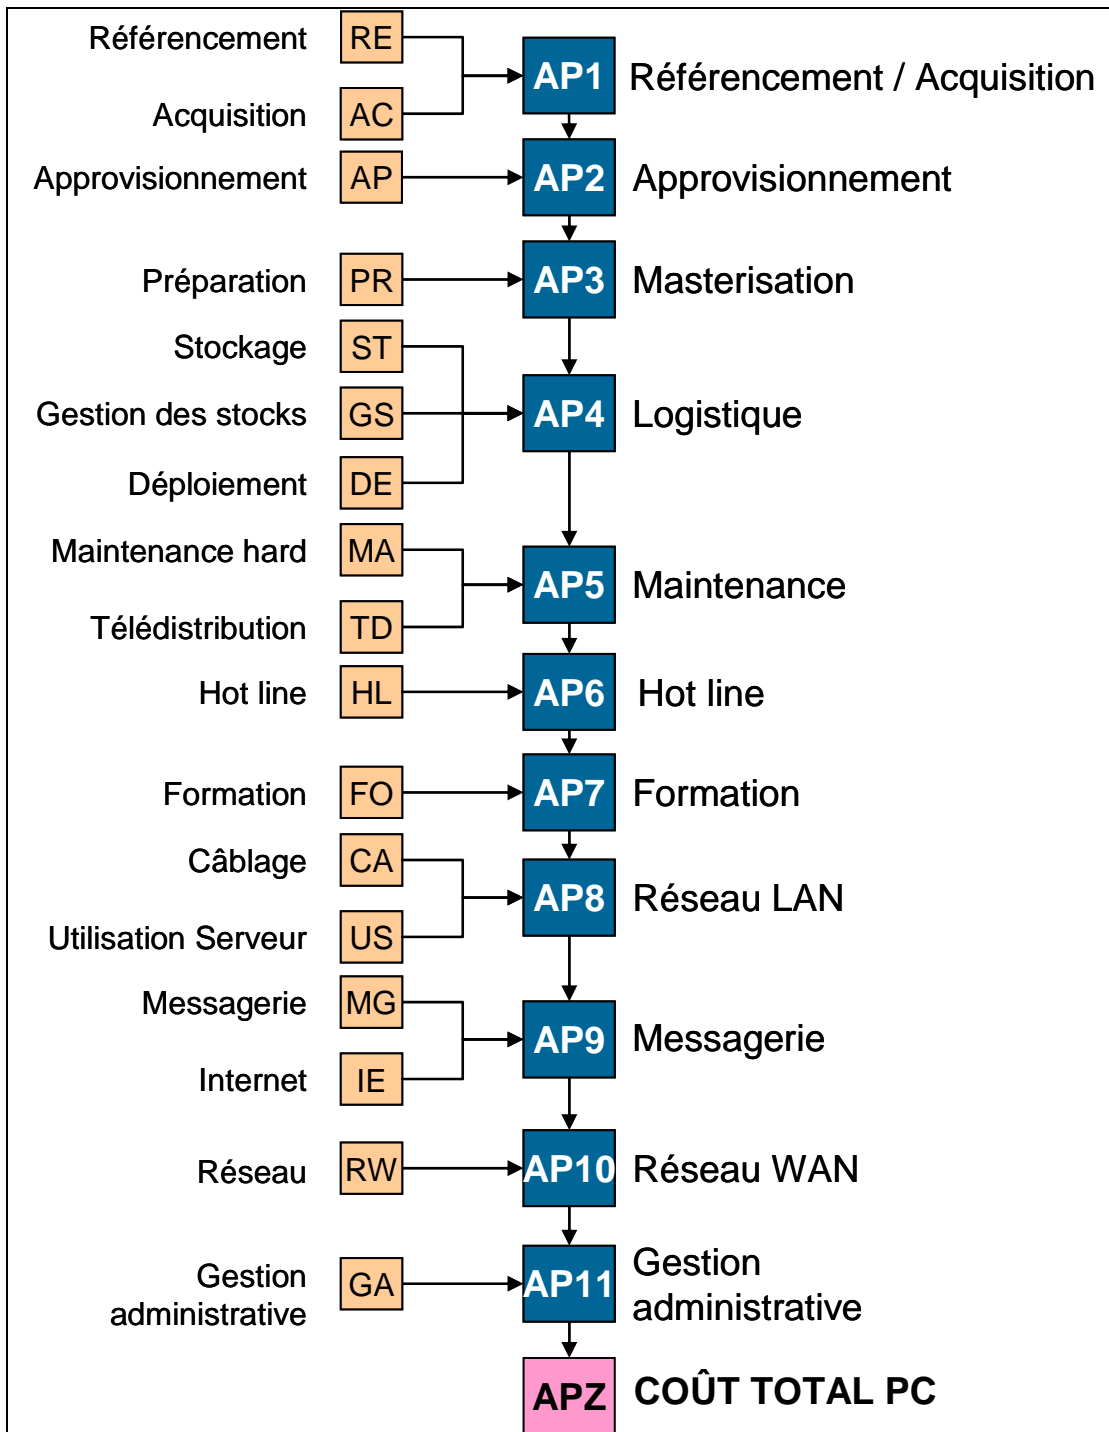 Référencement RE
AP1 Référencement / Acquisition
Acquisition AC
Approvisionnement AP AP2 Approvisionnement
Préparation PR AP3 Masterisation
Stockage ST
Gestion des stocks GS AP4 Logistique
Déploiement DE
Maintenance hard MA
AP5 Maintenance
Télédistribution TD
Hot line HL AP6 Hot line
Formation FO AP7 Formation
Câblage CA
AP8 Réseau LAN
Utilisation Serveur US
Messagerie MG
AP9 Messagerie
Internet IE
Réseau RW AP10 Réseau WAN
Gestion
administrative GA AP11 Gestion
administrative
APZ COÛT TOTAL PC